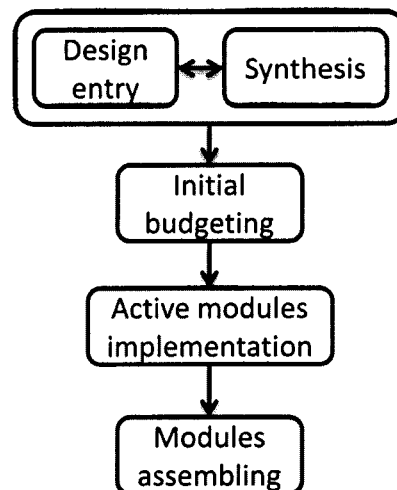 Design
entry
Synthesis
Initial
budgeting
Active modules
implementation
Modules
assembling